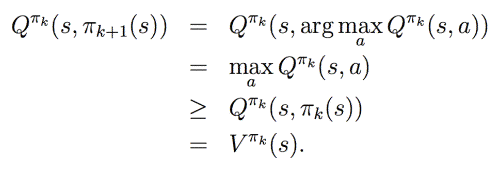 Q^{π_k}(s, π_{k+1}(s)) = Q^{π_k}(s, arg max_a Q^{π_k}(s, a))
= max_a Q^{π_k}(s, a)
≥ Q^{π_k}(s, π_k(s))
= V^{π_k}(s).